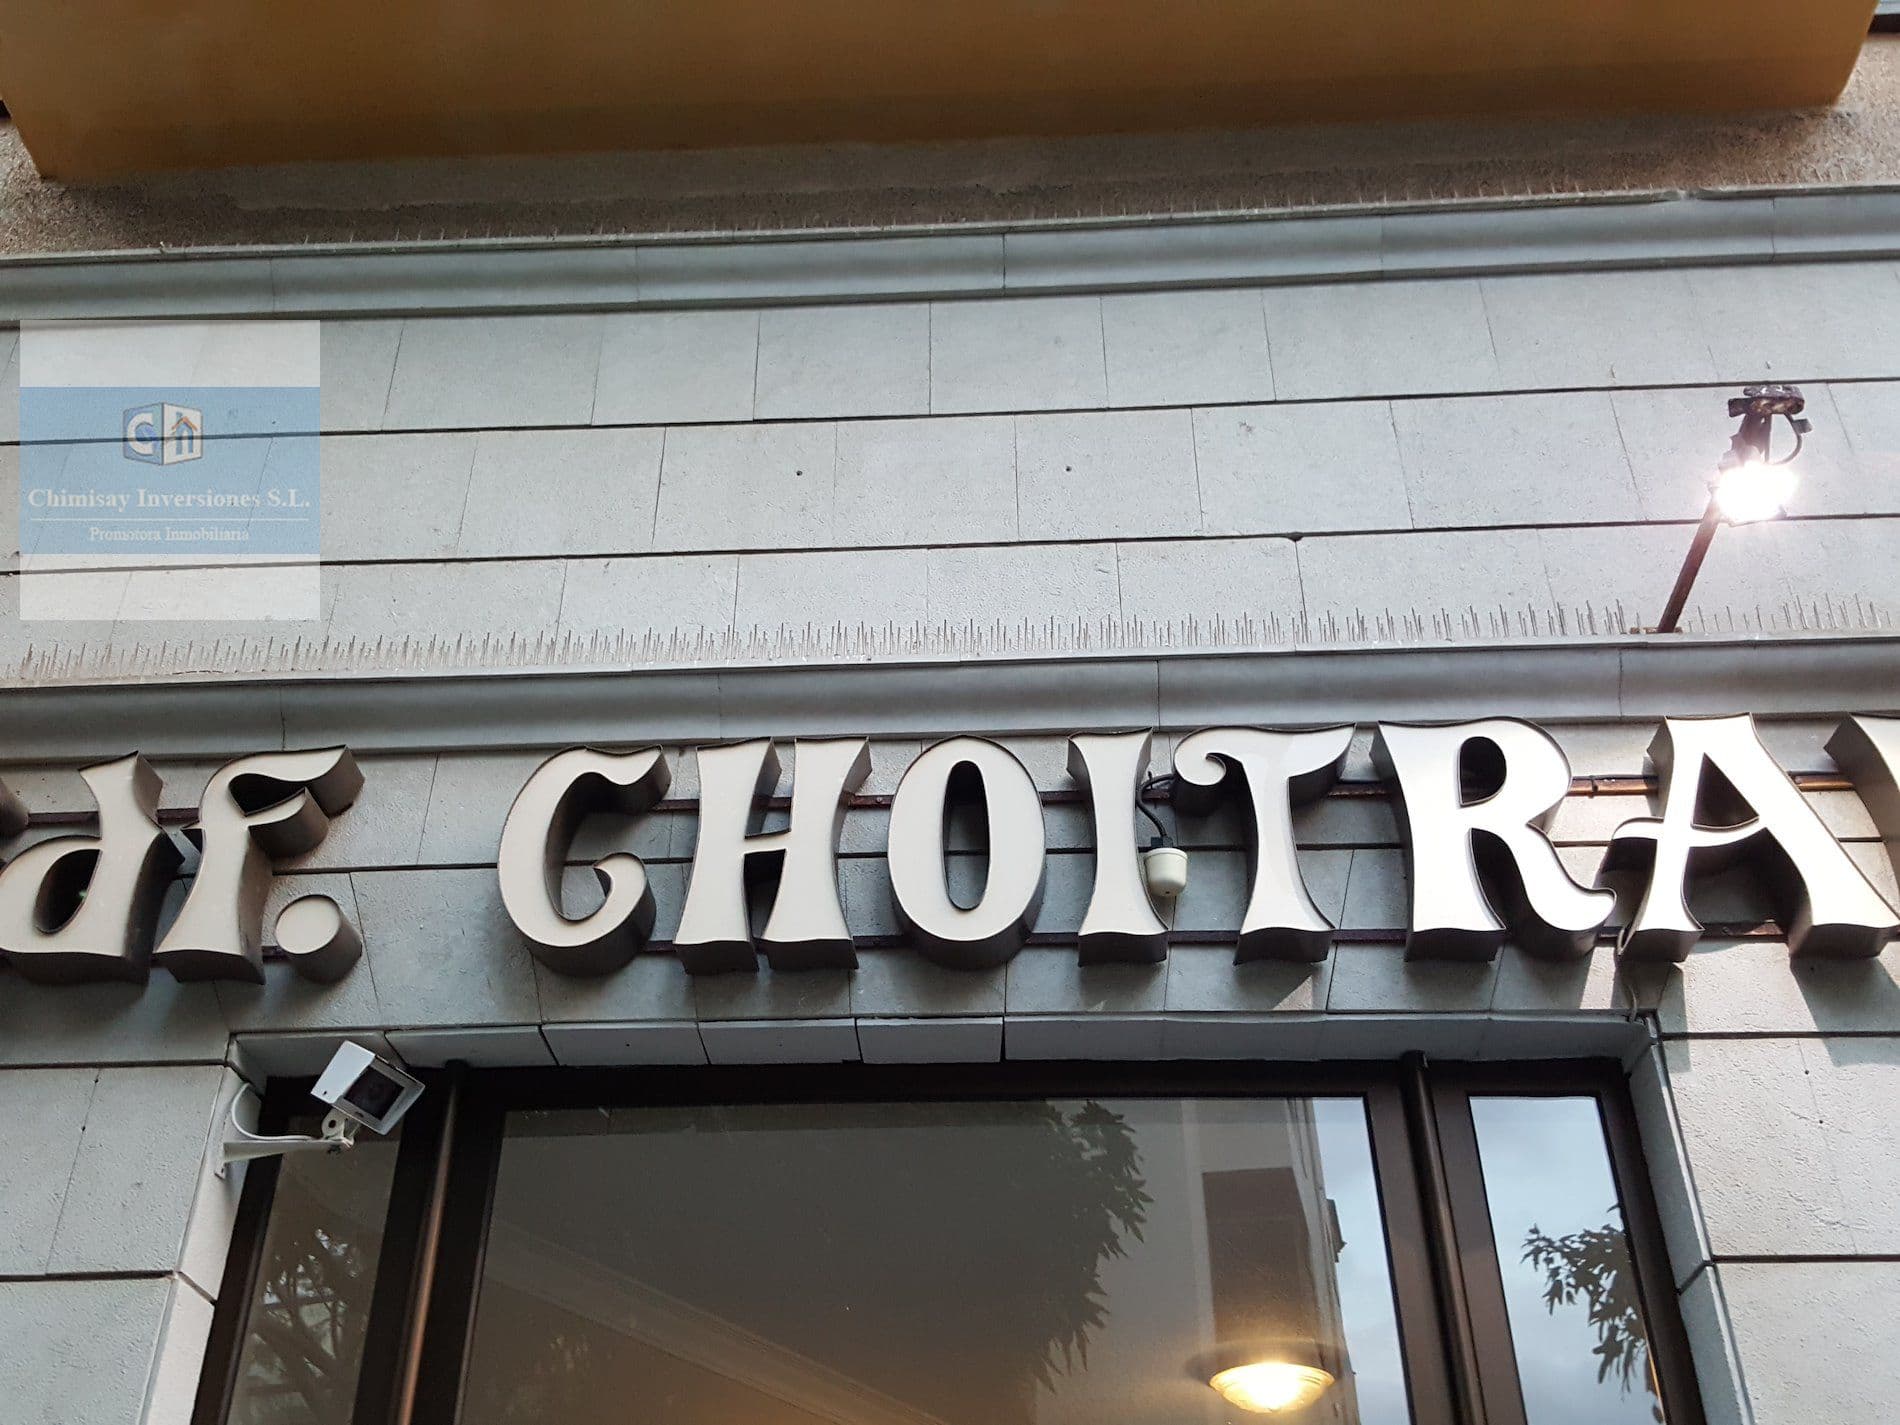 Chimisay Inversiones S.L.
Promotora Inmobiliaria
df. CHOITRA